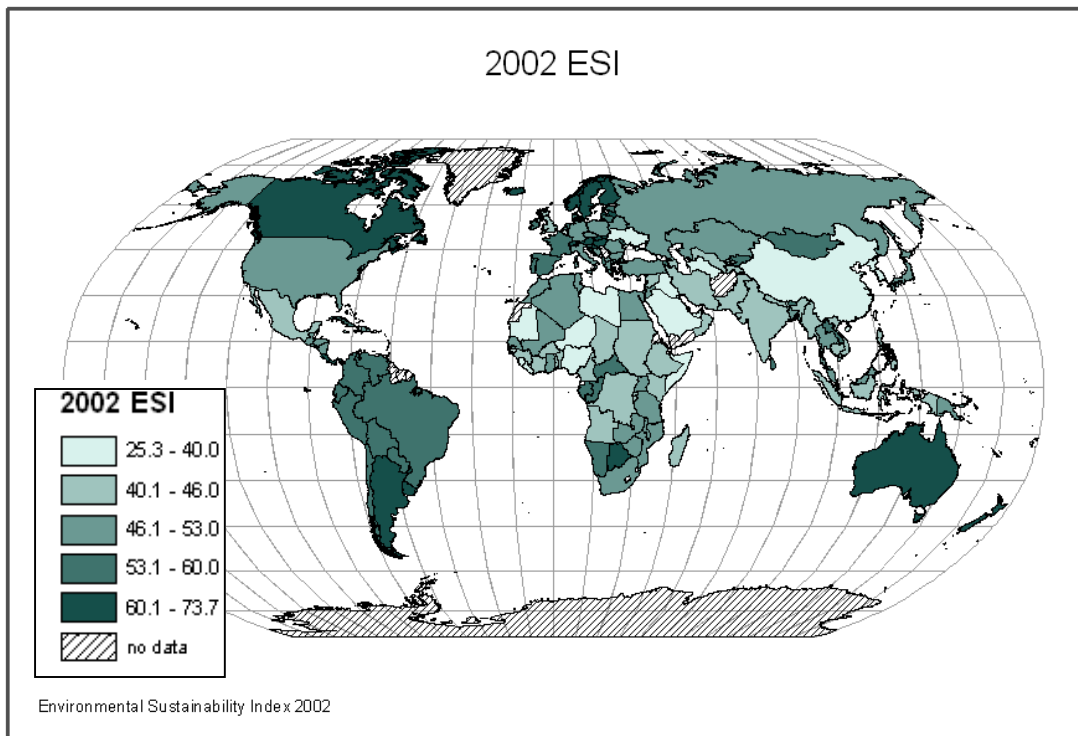 2002 ESI
2002 ESI
25.3 - 40.0
40.1 - 46.0
46.1 - 53.0
53.1 - 60.0
60.1 - 73.7
no data
Environmental Sustainability Index 2002